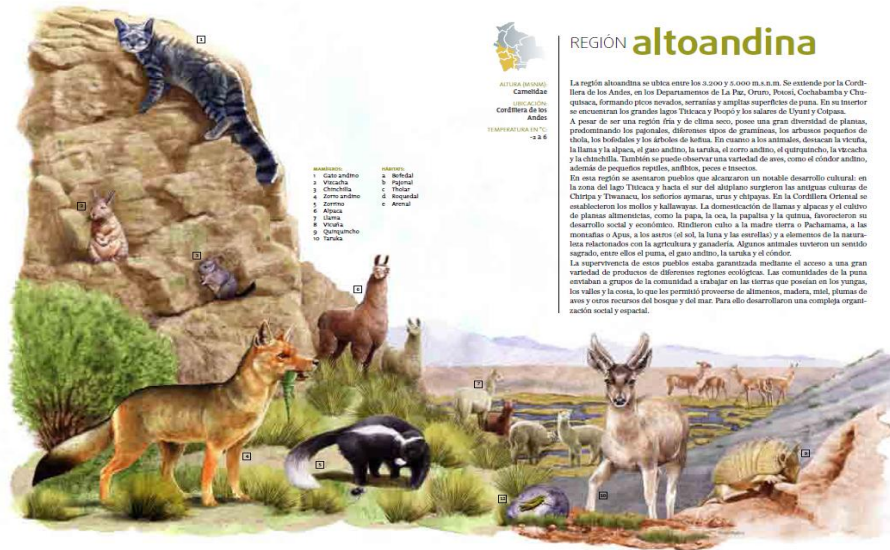 REGIÓN altoandina
ALTURA (MSNM):
Camelidae
UBICACIÓN:
Cordillera de los
Andes
TEMPERATURA EN °C:
-2 a 6
La región altoandina se ubica entre los 3.200 y 5.000 m.s.n.m. Se extiende por la Cordi-
llera de los Andes, en los Departamentos de La Paz, Oruro, Potosí, Cochabamba y Chu-
quisaca, formando picos nevados, serranías y amplias superficies de puna. En su interior
se encuentran los grandes lagos Titicaca y Poopó y los salares de Uyuni y Coipasa.
A pesar de ser una región fría y de clima seco, posee una gran diversidad de plantas,
predominando los pajonales, diferentes tipos de gramíneas, los arbustos pequeños de
thola, los bofedales y los árboles de keñua. En cuanto a los animales, destacan la vicuña,
la llama y la alpaca, el gato andino, la taruka, el zorro andino, el quirquincho, la vizcacha
y la chinchilla. También se puede observar una variedad de aves, como el cóndor andino,
además de pequeños reptiles, anfibios, peces e insectos.
En esta región se asentaron pueblos que alcanzaron un notable desarrollo cultural: en
la zona del lago Titicaca y hacia el sur del altiplano surgieron las antiguas culturas de
Chiripa y Tiwanacu, los señoríos aymaras, urus y chipayas. En la Cordillera Oriental se
establecieron los mollos y kallawayas. La domesticación de llamas y alpacas y el cultivo
de plantas alimenticias, como la papa, la oca, la papalisa y la quinua, favorecieron su
desarrollo social y económico. Rindieron culto a la madre tierra o Pachamama, a las
montañas o Apus, a los astros (el sol, la luna y las estrellas) y a elementos de la natura-
leza relacionados con la agricultura y ganadería. Algunos animales tuvieron un sentido
sagrado, entre ellos el puma, el gato andino, la taruka y el cóndor.
La supervivencia de estos pueblos estaba garantizada mediante el acceso a una gran
variedad de productos de diferentes regiones ecológicas. Las comunidades de la puna
enviaban a grupos de la comunidad a trabajar en las tierras que poseían en los yungas,
los valles y la costa, lo que les permitió proveerse de alimentos, madera, miel, plumas de
aves y otros recursos del bosque y del mar. Para ello desarrollaron una compleja organi-
zación social y espacial.
MAMÍFEROS:
1 Gato andino
2 Vizcacha
3 Chinchilla
4 Zorro andino
5 Zorrino
6 Alpaca
7 Llama
8 Vicuña
9 Quirquincho
10 Taruka
HÁBITATS:
a Bofedal
b Pajonal
c Tholar
d Roquedal
e Arenal
1
2
3
6
7
4
5
10
9